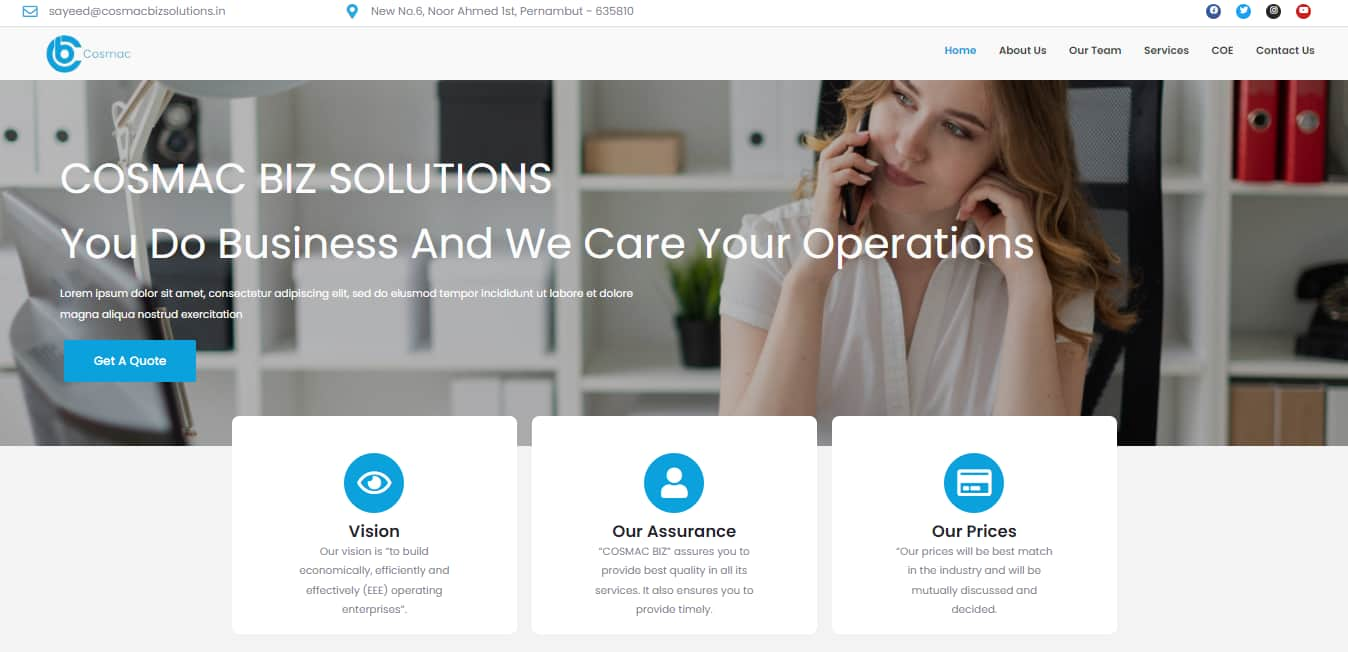 sayeed@cosmacbizsolutions.in
New No.6, Noor Ahmed 1st, Pernambut - 635810
Cosmac
Home About Us Our Team Services COE Contact Us
COSMAC BIZ SOLUTIONS
You Do Business And We Care Your Operations
Lorem ipsum dolor sit amet, consectetur adipiscing elit, sed do eiusmod tempor incididunt ut labore et dolore
magna aliqua nostrud exercitation
Get A Quote
Vision
Our vision is “to build
economically, efficiently and
effectively (EEE) operating
enterprises”.
Our Assurance
“COSMAC BIZ” assures you to
provide best quality in all its
services. It also ensures you to
provide timely.
Our Prices
“Our prices will be best match
in the industry and will be
mutually discussed and
decided.